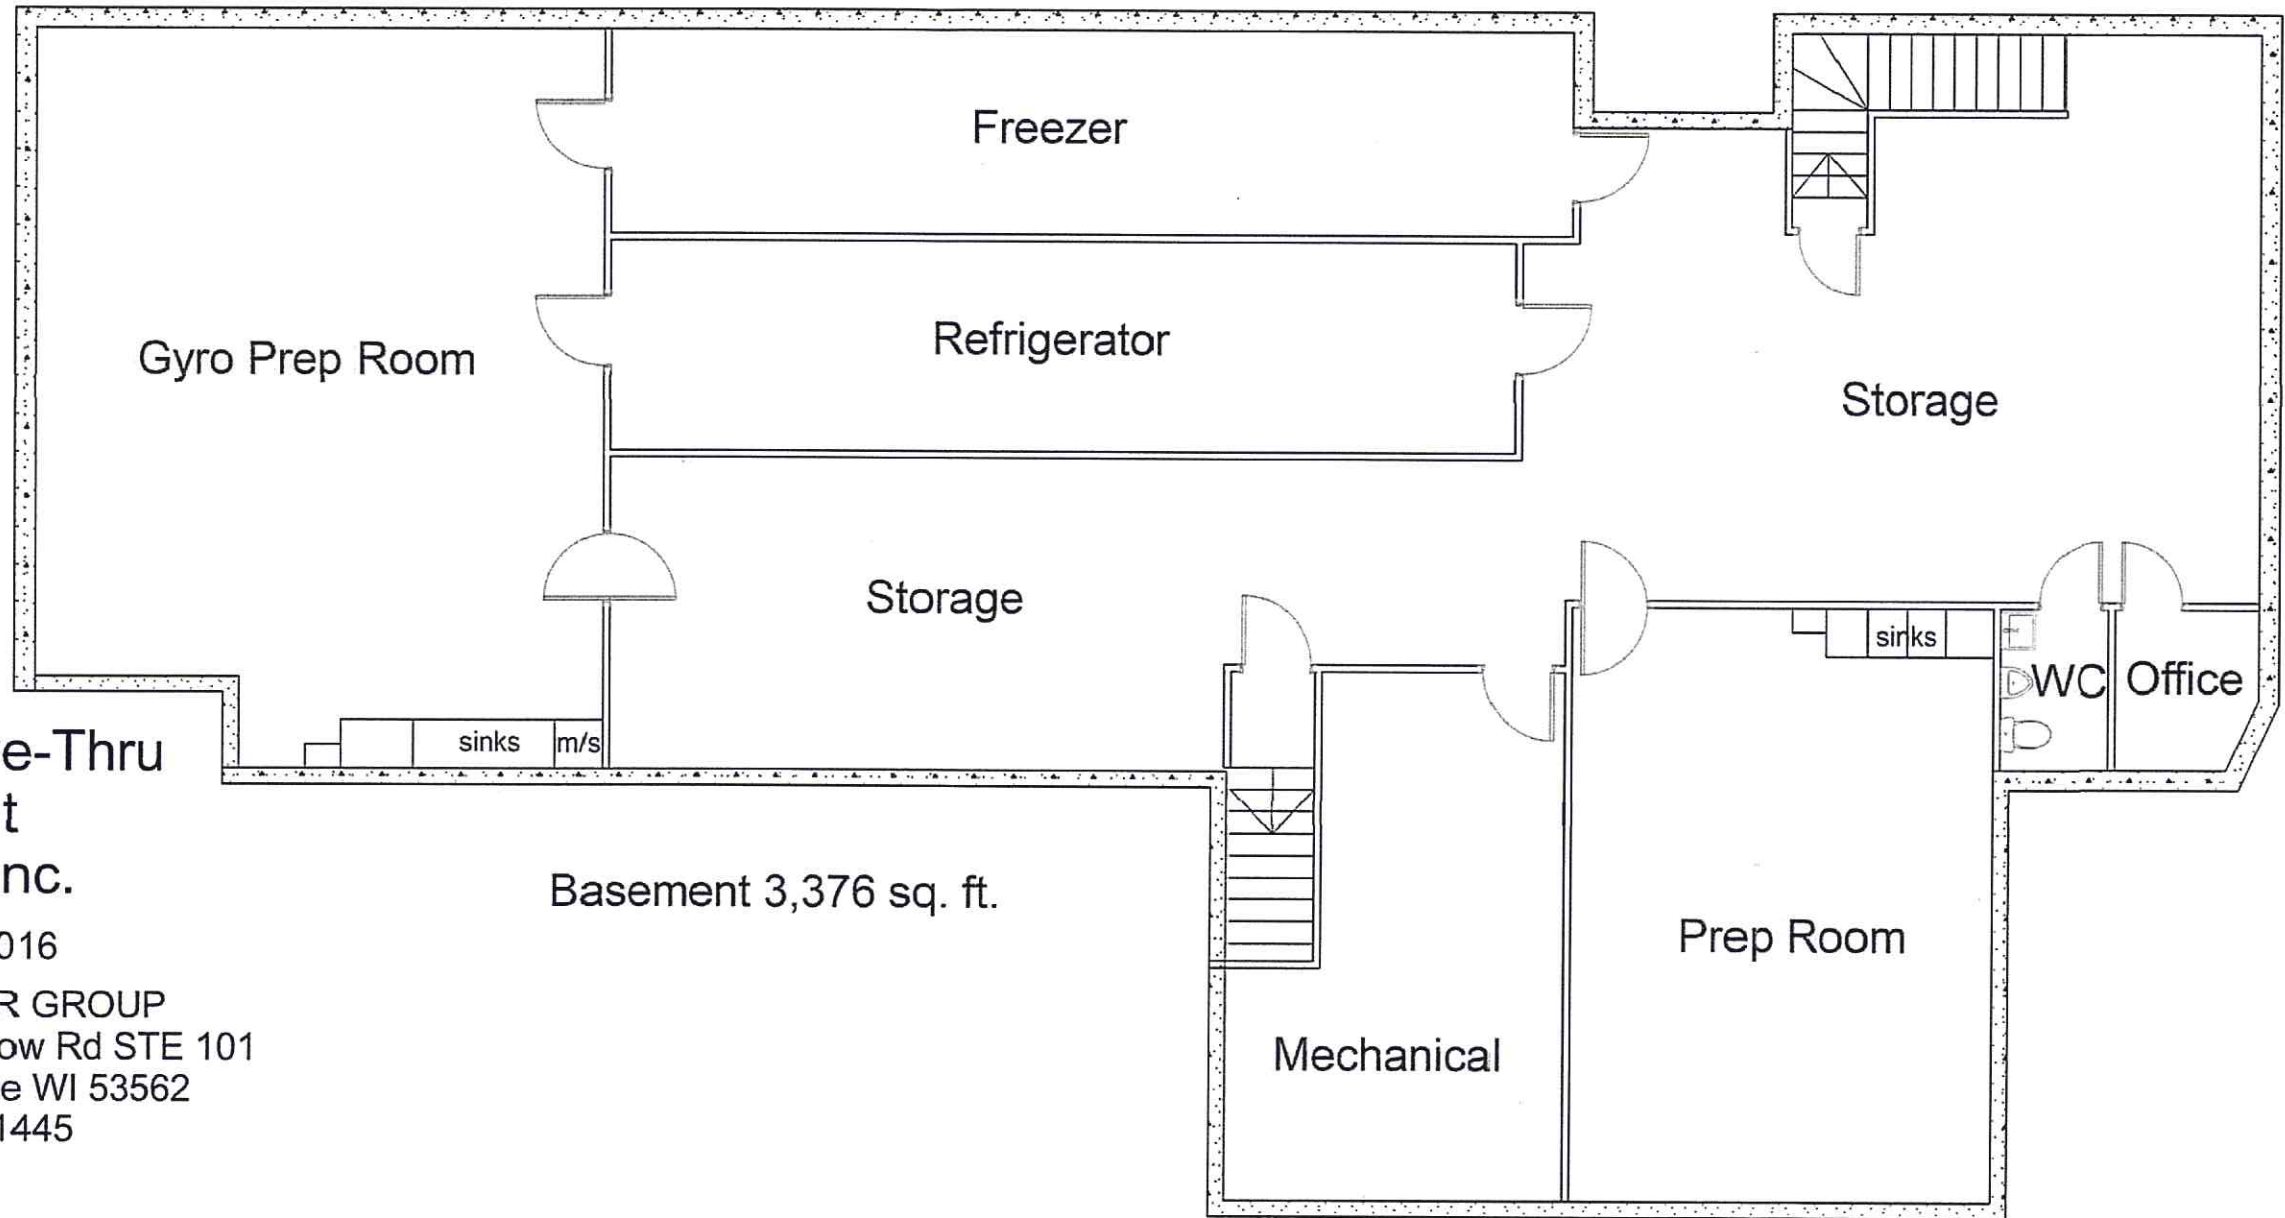 Freezer
Refrigerator
Gyro Prep Room
Storage
Storage
sinks
WC
Office
sinks
m/s
e-Thru
t
nc.
016
R GROUP
ow Rd STE 101
e WI 53562
1445
Basement 3,376 sq. ft.
Prep Room
Mechanical